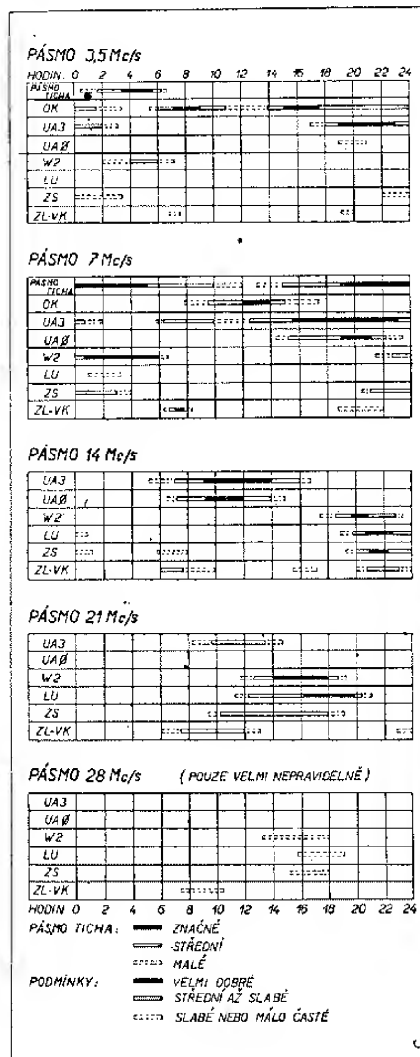 PÁSMO 3,5 Mc/s
HODIN. 0 2 4 6 8 10 12 14 16 18 20 22 24
PÁSMO TICHA
OK
UA3
UAØ
W2
LU
ZS
ZL-VK
PÁSMO 7 Mc/s
PÁSMO TICHA
OK
UA3
UAØ
W2
LU
ZS
ZL-VK
PÁSMO 14 Mc/s
UA3
UAØ
W2
LU
ZS
ZL-VK
PÁSMO 21 Mc/s
UA3
UAØ
W2
LU
ZS
ZL-VK
PÁSMO 28 Mc/s (POUZE VELMI NEPRAVIDELNĚ)
UA3
UAØ
W2
LU
ZS
ZL-VK
HODIN 0 2 4 6 8 10 12 14 16 18 20 22 24
PÁSMO TICHA: ZNAČNÉ
STŘEDNÍ
MALÉ
PODMÍNKY: VELMI DOBRÉ
STŘEDNÍ AŽ SLABÉ
SLABÉ NEBO MÁLO ČASTÉ